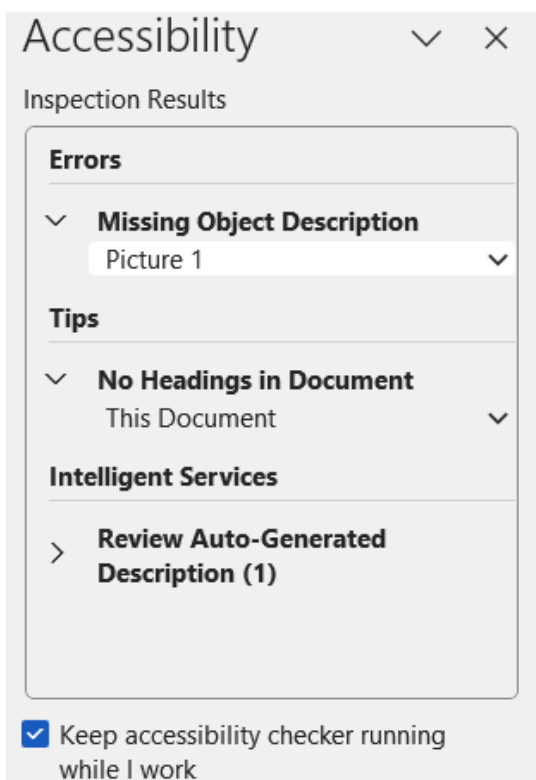 Accessibility
Inspection Results
Errors
Missing Object Description
Picture 1
Tips
No Headings in Document
This Document
Intelligent Services
Review Auto-Generated
Description (1)
Keep accessibility checker running
while I work